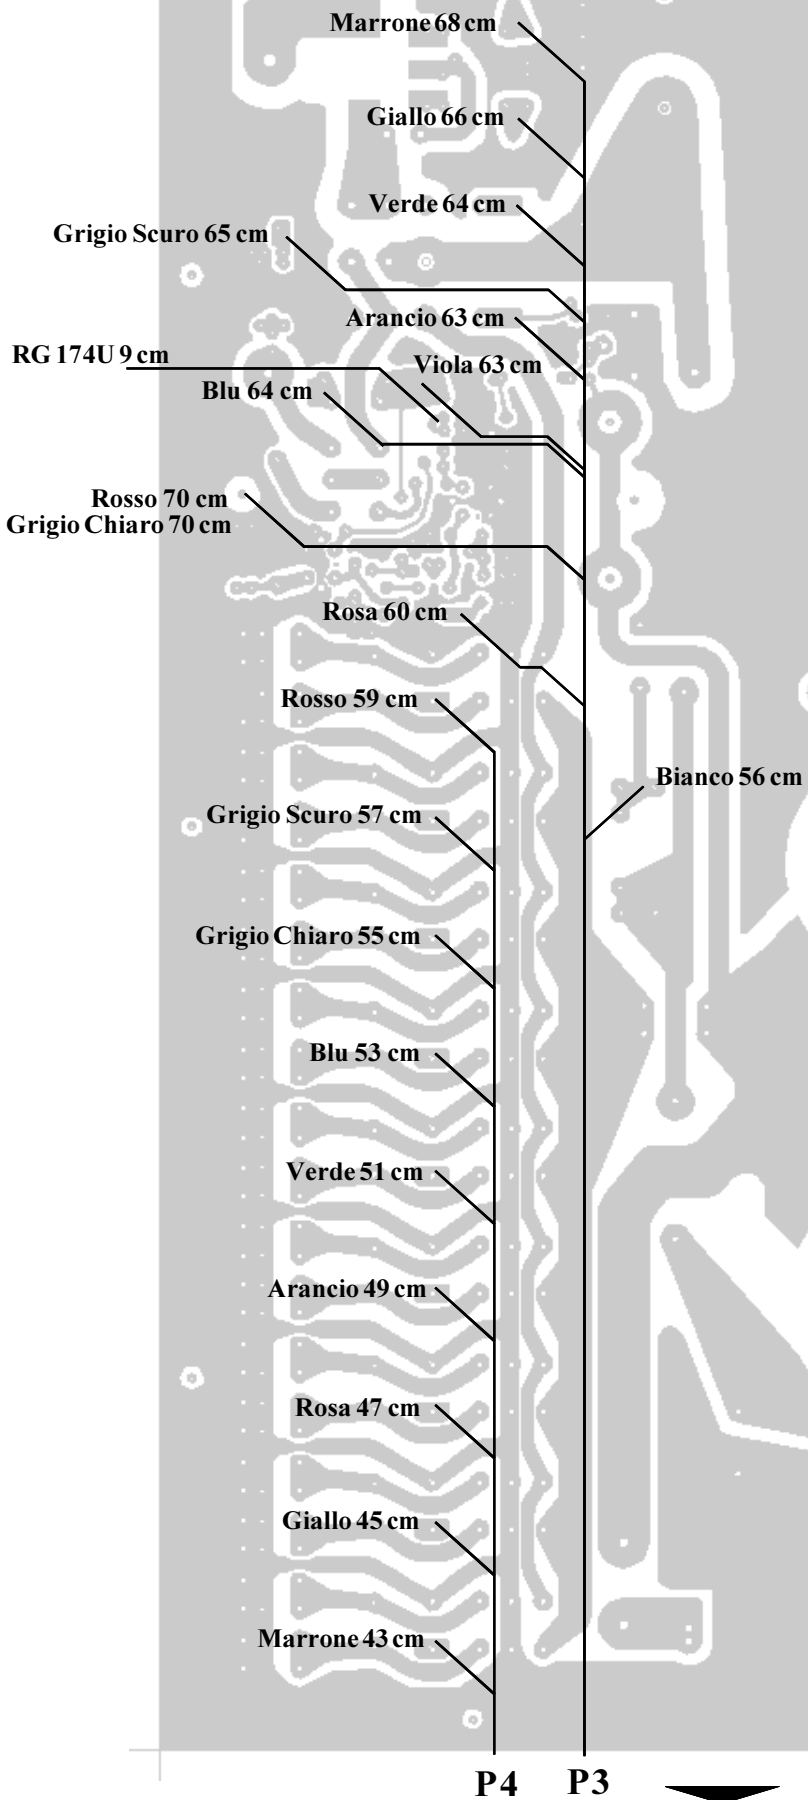 Marrone 68 cm
Giallo 66 cm
Verde 64 cm
Grigio Scuro 65 cm
Arancio 63 cm
RG 174U 9 cm
Viola 63 cm
Blu 64 cm
Rosso 70 cm
Grigio Chiaro 70 cm
Rosa 60 cm
Rosso 59 cm
Bianco 56 cm
Grigio Scuro 57 cm
Grigio Chiaro 55 cm
Blu 53 cm
Verde 51 cm
Arancio 49 cm
Rosa 47 cm
Giallo 45 cm
Marrone 43 cm
P4 P3